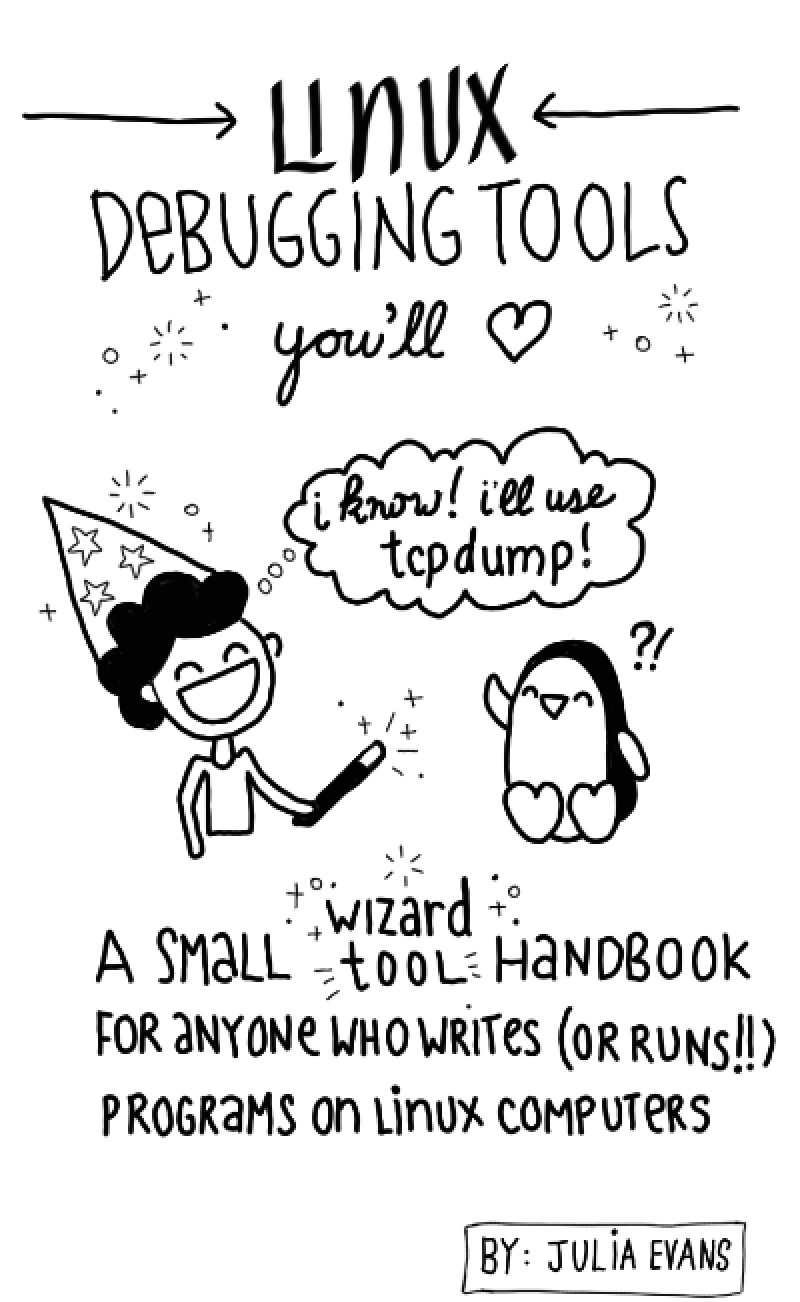 LINUX
DEBUGGING TOOLS
you'll ♡
i know! i'll use
tcpdump!
?!
wizard
A SMALL tool HANDBOOK
FOR ANYONE WHO WRITES (OR RUNS!!)
PROGRAMS on Linux COMPUTERS
BY: JULIA EVANS